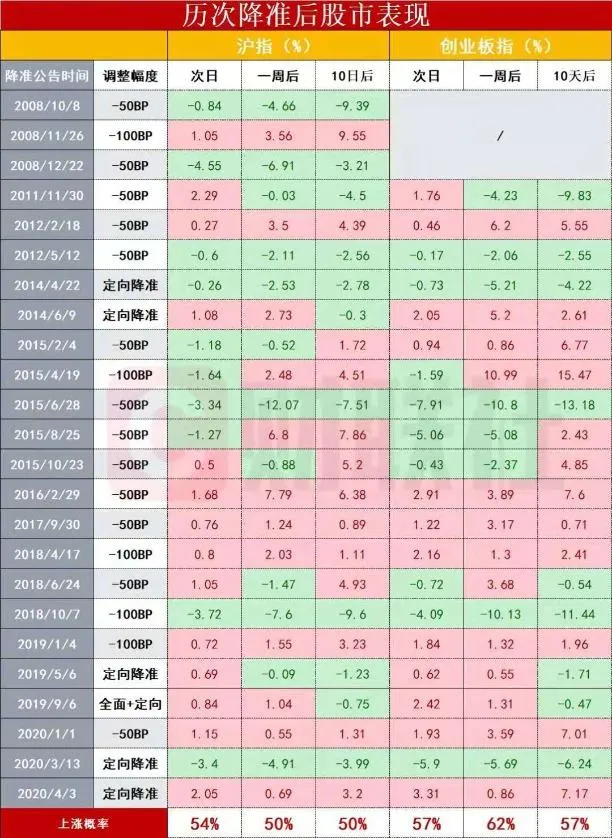 历次降准后股市表现
沪指（%） 创业板指（%）
降准公告时间 调整幅度 次日 一周后 10日后 次日 一周后 10天后
2008/10/8 -50BP -0.84 -4.66 -9.39
2008/11/26 -100BP 1.05 3.56 9.55 /
2008/12/22 -50BP -4.55 -6.91 -3.21
2011/11/30 -50BP 2.29 -0.03 -4.5 1.76 -4.23 -9.83
2012/2/18 -50BP 0.27 3.5 4.39 0.46 6.2 5.55
2012/5/12 -50BP -0.6 -2.11 -2.56 -0.17 -2.06 -2.55
2014/4/22 定向降准 -0.26 -2.53 -2.78 -0.73 -5.21 -4.22
2014/6/9 定向降准 1.08 2.73 -0.3 2.05 5.2 2.61
2015/2/4 -50BP -1.18 -0.52 1.72 0.94 0.86 6.77
2015/4/19 -100BP -1.64 2.48 4.51 -1.59 10.99 15.47
2015/6/28 -50BP -3.34 -12.07 -7.51 -7.91 -10.8 -13.18
2015/8/25 -50BP -1.27 6.8 7.86 -5.06 -5.08 2.43
2015/10/23 -50BP 0.5 -0.88 5.2 -0.43 -2.37 4.85
2016/2/29 -50BP 1.68 7.79 6.38 2.91 3.89 7.6
2017/9/30 -50BP 0.76 1.24 0.89 1.22 3.17 0.71
2018/4/17 -100BP 0.8 2.03 1.11 2.16 1.3 2.41
2018/6/24 -50BP 1.05 -1.47 4.93 -0.72 3.68 -0.54
2018/10/7 -100BP -3.72 -7.6 -9.6 -4.09 -10.13 -11.44
2019/1/4 -100BP 0.72 1.55 3.23 1.84 1.32 1.96
2019/5/6 定向降准 0.69 -0.09 -1.23 0.62 0.55 -1.71
2019/9/6 全面+定向 0.84 1.04 -0.75 2.42 1.31 -0.47
2020/1/1 -50BP 1.15 0.55 1.31 1.93 3.59 7.01
2020/3/13 定向降准 -3.4 -4.91 -3.99 -5.9 -5.69 -6.24
2020/4/3 定向降准 2.05 0.69 3.2 3.31 0.86 7.17
上涨概率 54% 50% 50% 57% 62% 57%
财联社